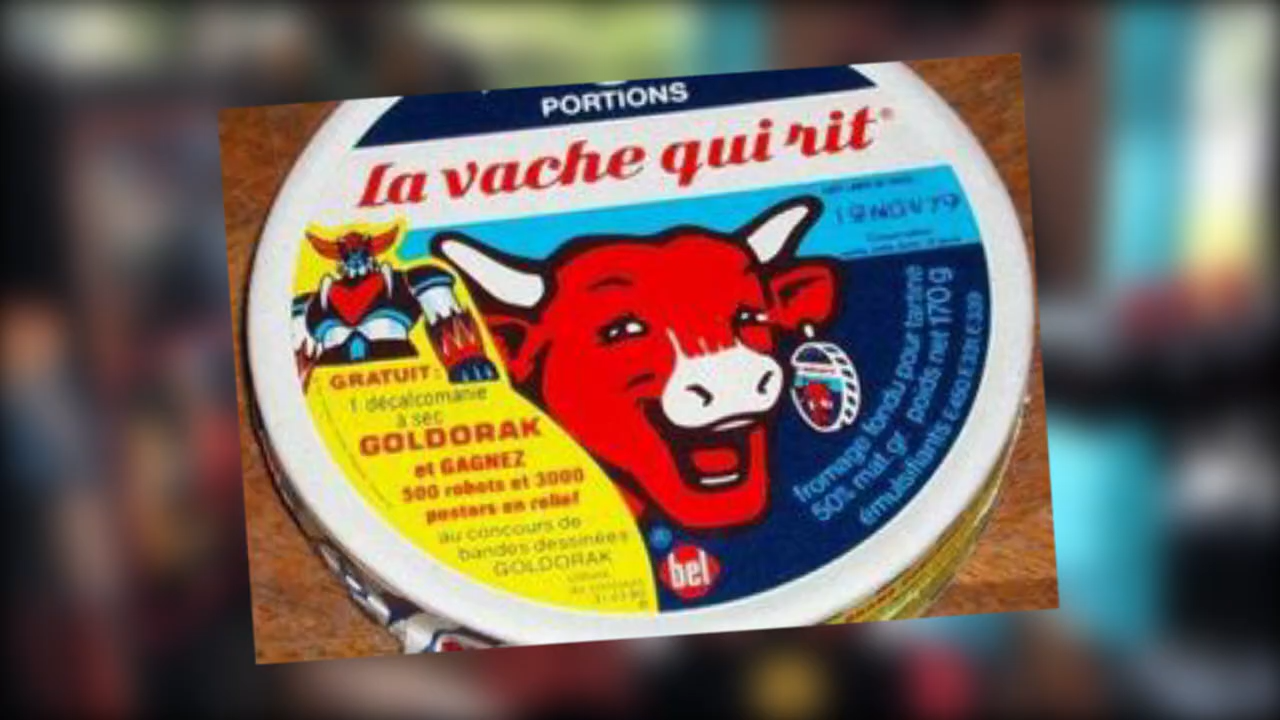 PORTIONS
La vache qui rit®
19 NOV 79
GRATUIT:
1 décalcomanie
à sec
GOLDORAK
et GAGNEZ
500 robots et 3000
posters en relief
au concours de
bandes dessinées
GOLDORAK
fromage fondu pour tartine
50% mat. gr. poids net 170g
émulsifiants E450 E331 E339
bel